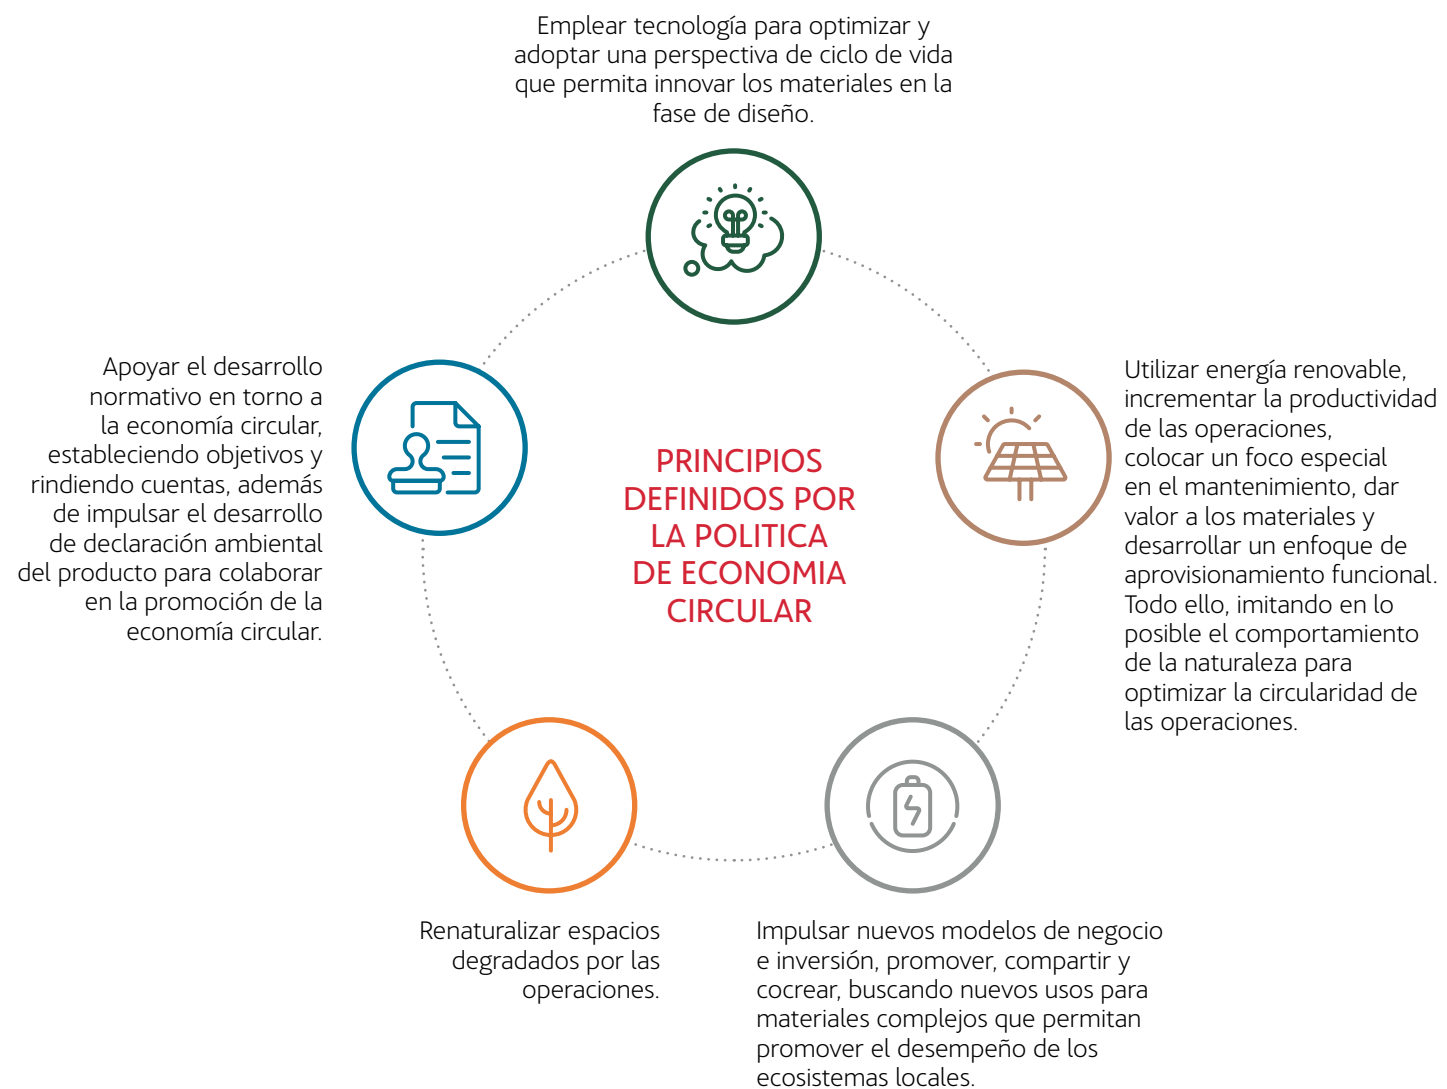 Emplear tecnología para optimizar y
adoptar una perspectiva de ciclo de vida
que permita innovar los materiales en la
fase de diseño.
Apoyar el desarrollo
normativo en torno a
la economía circular,
estableciendo objetivos y
rindiendo cuentas, además
de impulsar el desarrollo
de declaración ambiental
del producto para colaborar
en la promoción de la
economía circular.
PRINCIPIOS
DEFINIDOS POR
LA POLITICA
DE ECONOMIA
CIRCULAR
Utilizar energía renovable,
incrementar la productividad
de las operaciones,
colocar un foco especial
en el mantenimiento, dar
valor a los materiales y
desarrollar un enfoque de
aprovisionamiento funcional.
Todo ello, imitando en lo
posible el comportamiento
de la naturaleza para
optimizar la circularidad de
las operaciones.
Renaturalizar espacios
degradados por las
operaciones.
Impulsar nuevos modelos de negocio
e inversión, promover, compartir y
cocrear, buscando nuevos usos para
materiales complejos que permitan
promover el desempeño de los
ecosistemas locales.